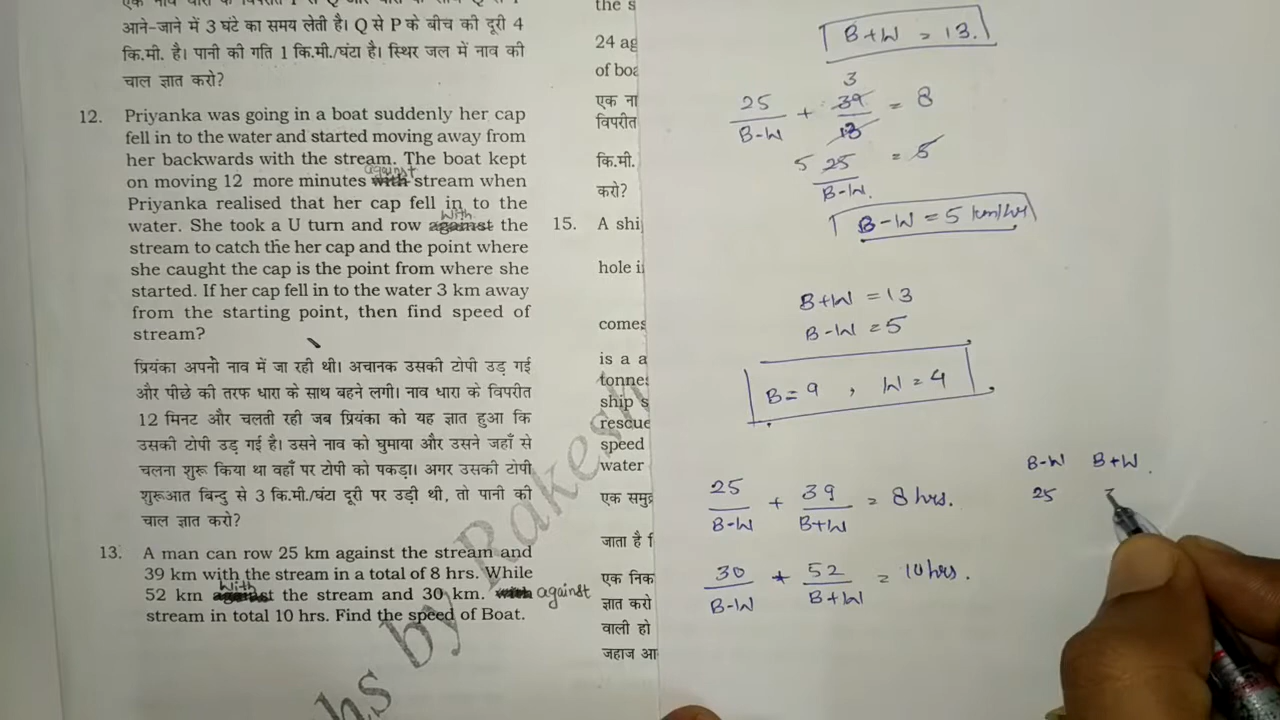 आने-जाने में 3 घंटे का समय लेती है। Q से P के बीच की दूरी 4
कि.मी. है। पानी की गति 1 कि.मी./घंटा है। स्थिर जल में नाव की
चाल ज्ञात करो?
12. Priyanka was going in a boat suddenly her cap
fell in to the water and started moving away from
her backwards with the stream. The boat kept
against
on moving 12 more minutes with stream when
Priyanka realised that her cap fell in to the
with
water. She took a U turn and row against the
stream to catch the her cap and the point where
she caught the cap is the point from where she
started. If her cap fell in to the water 3 km away
from the starting point, then find speed of
stream?
प्रियंका अपनी नाव में जा रही थी। अचानक उसकी टोपी उड़ गई
और पीछे की तरफ धारा के साथ बहने लगी। नाव धारा के विपरीत
12 मिनट और चलती रही जब प्रियंका को यह ज्ञात हुआ कि
उसकी टोपी उड़ गई है। उसने नाव को घुमाया और उसने जहाँ से
चलना शुरू किया था वहाँ पर टोपी को पकड़ा। अगर उसकी टोपी
शुरूआत बिन्दु से 3 कि.मी./घंटा दूरी पर उड़ी थी, तो पानी की
चाल ज्ञात करो?
13. A man can row 25 km against the stream and
39 km with the stream in a total of 8 hrs. While
with
52 km against the stream and 30 km. with against
stream in total 10 hrs. Find the speed of Boat.
the s
24 ag
of boa
एक ना
विपरीत
कि.मी.
करो?
15. A shi
hole i
comes
is a a
tonnes
ship s
rescue
speed
water
एक समुद्र
जाता है
एक निक
ज्ञात करो
वाली हो
जहाज आ
hs by Rakesh
B+W = 13.
3
25/B-W + 39/13 = 8
5 25/B-W. = 5
B-W = 5 km/hr
B+W = 13
B-W = 5
B = 9 , W = 4
B-W B+W.
25
25/B-W + 39/B+W = 8 hrs.
30/B-W + 52/B+W = 10 hrs.